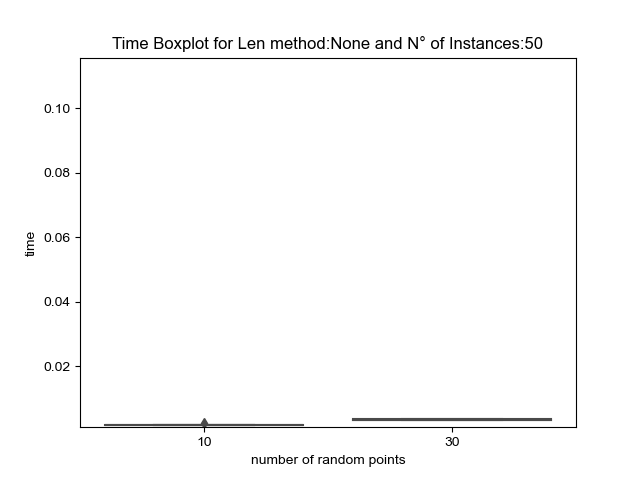 Time Boxplot for Len method:None and N° of Instances:50
0.10
0.08
0.06
0.04
0.02
time
10
30
number of random points